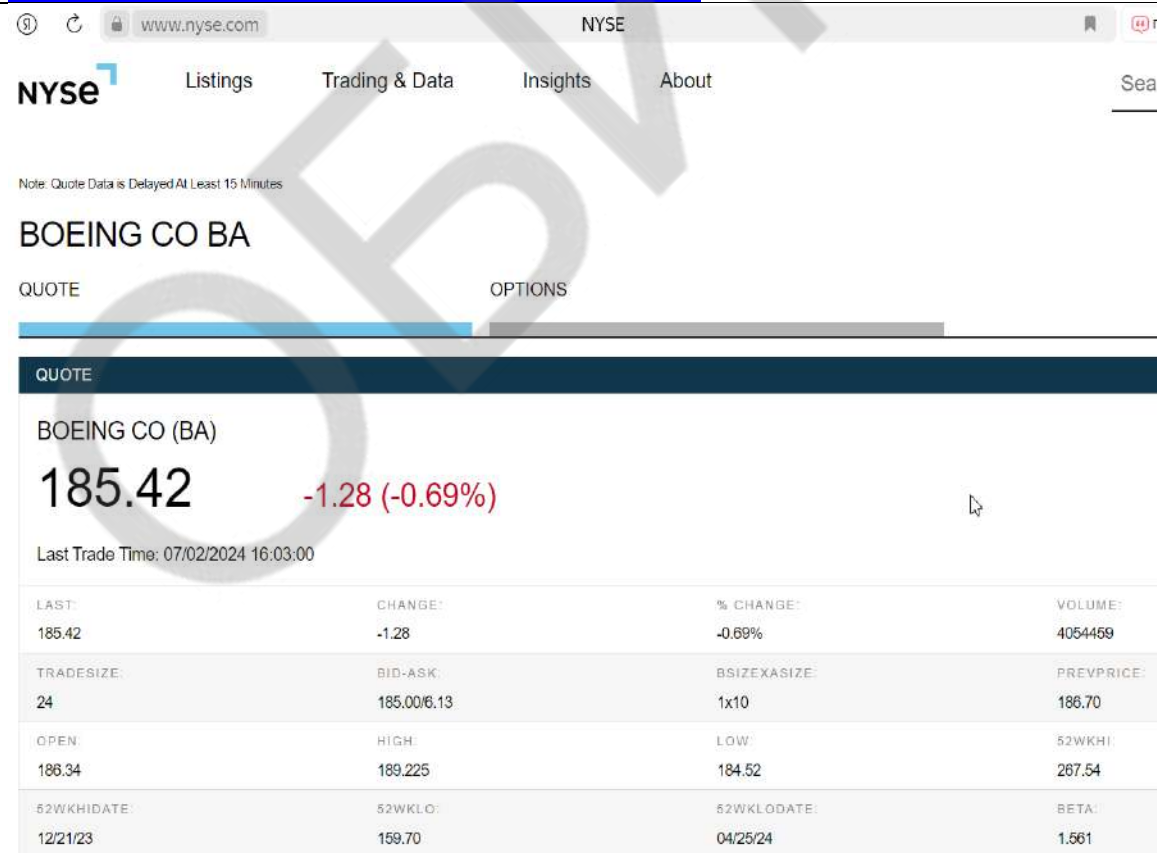 www.nyse.com NYSE
NYSE Listings Trading & Data Insights About Sea
Note: Quote Data is Delayed At Least 15 Minutes
BOEING CO BA
QUOTE OPTIONS
QUOTE
BOEING CO (BA)
185.42 -1.28 (-0.69%)
Last Trade Time: 07/02/2024 16:03:00
LAST: CHANGE: % CHANGE: VOLUME:
185.42 -1.28 -0.69% 4054459
TRADESIZE: BID-ASK: BSIZEXASIZE: PREVPRICE:
24 185.00/6.13 1x10 186.70
OPEN: HIGH: LOW: 52WKHI:
186.34 189.225 184.52 267.54
52WKHIDATE: 52WKLO: 52WKLODATE: BETA:
12/21/23 159.70 04/25/24 1.561